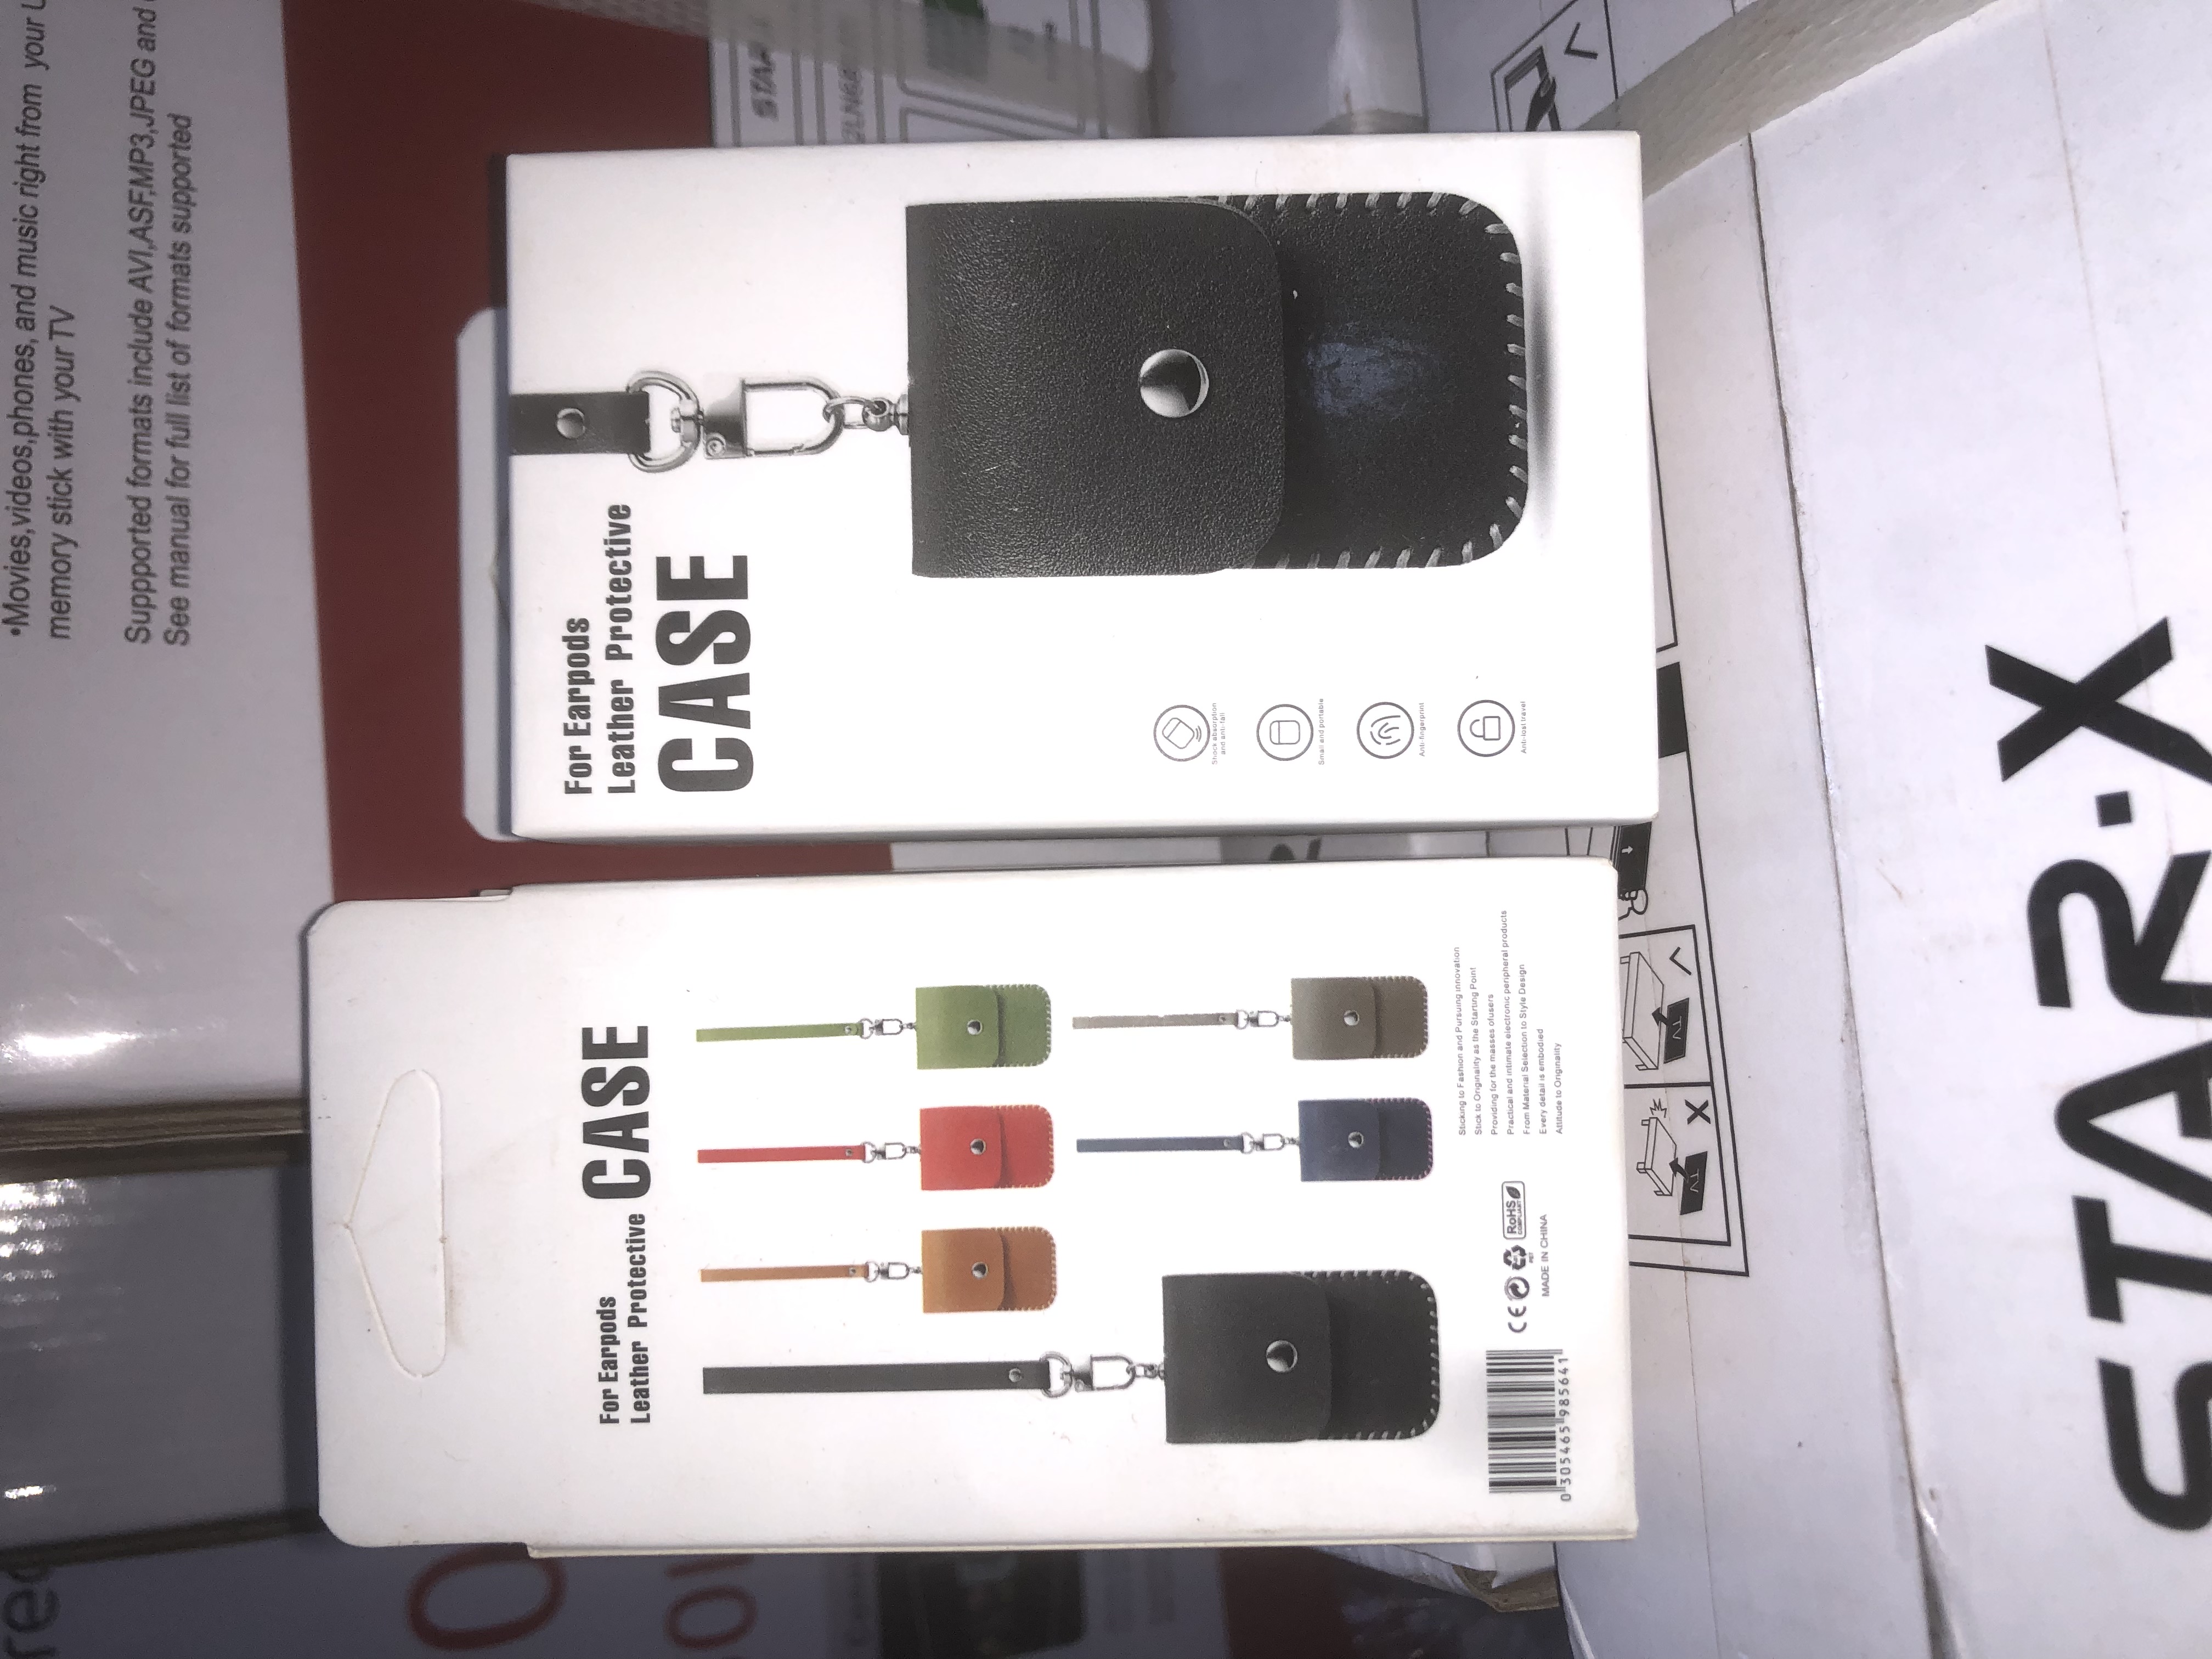 •Movies,videos,phones, and music right from your
memory stick with your TV
Suppported formats include AVI,ASF,MP3,JPEG and
See manual for full list of formats supported
For Earpods
Leather Protective CASE
Sticking to Fashion and Pursuing innovation
Stick to Originality as the Starting Point
Providing for the masses ofusers
Practical and intimate electronic peripheral products
From Material Selection to Style Design
Every detail is embodied
Attitude to Originality
0 305465 985641
CE
PET
RoHS
COMPLIANT
MADE IN CHINA
For Earpods
Leather Protective
CASE
Shock absorption
and anti-fall
Small and portable
Anti-fingerprint
Anti-lost travel
STAR-X
TV
X
TV
STAR-X